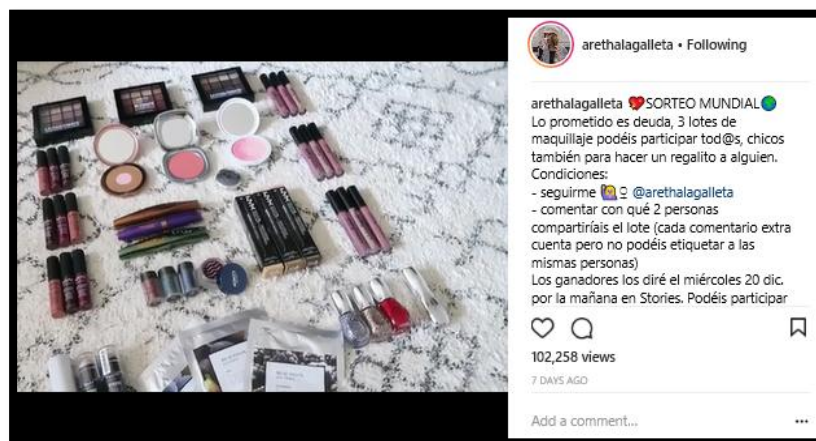 arethalagalleta • Following
arethalagalleta 💖SORTEO MUNDIAL🌍
Lo prometido es deuda, 3 lotes de
maquillaje podéis participar tod@s, chicos
también para hacer un regalito a alguien.
Condiciones:
- seguirme 🙋♀ @arethalagalleta
- comentar con qué 2 personas
compartiríais el lote (cada comentario extra
cuenta pero no podéis etiquetar a las
mismas personas)
Los ganadores los diré el miércoles 20 dic.
por la mañana en Stories. Podéis participar
102,258 views
7 DAYS AGO
Add a comment...